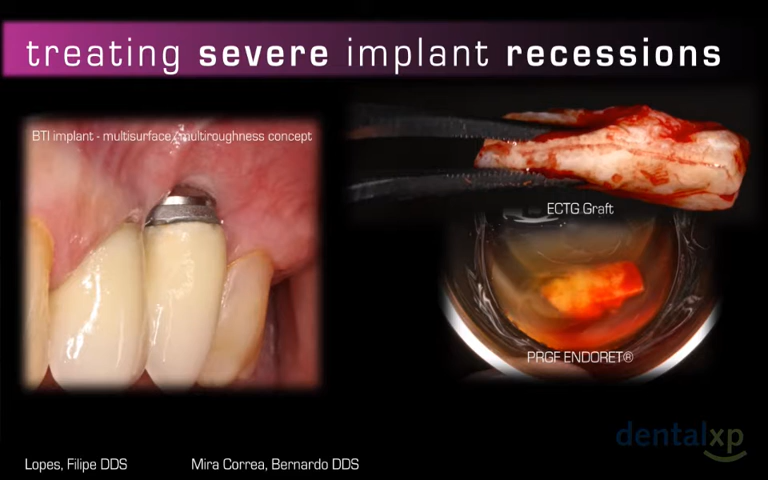 treating severe implant recessions
BTI implant - multisurface / multiroughness concept
ECTG Graft
PRGF ENDORET®
dentalxp
Lopes, Filipe DDS
Mira Correa, Bernardo DDS